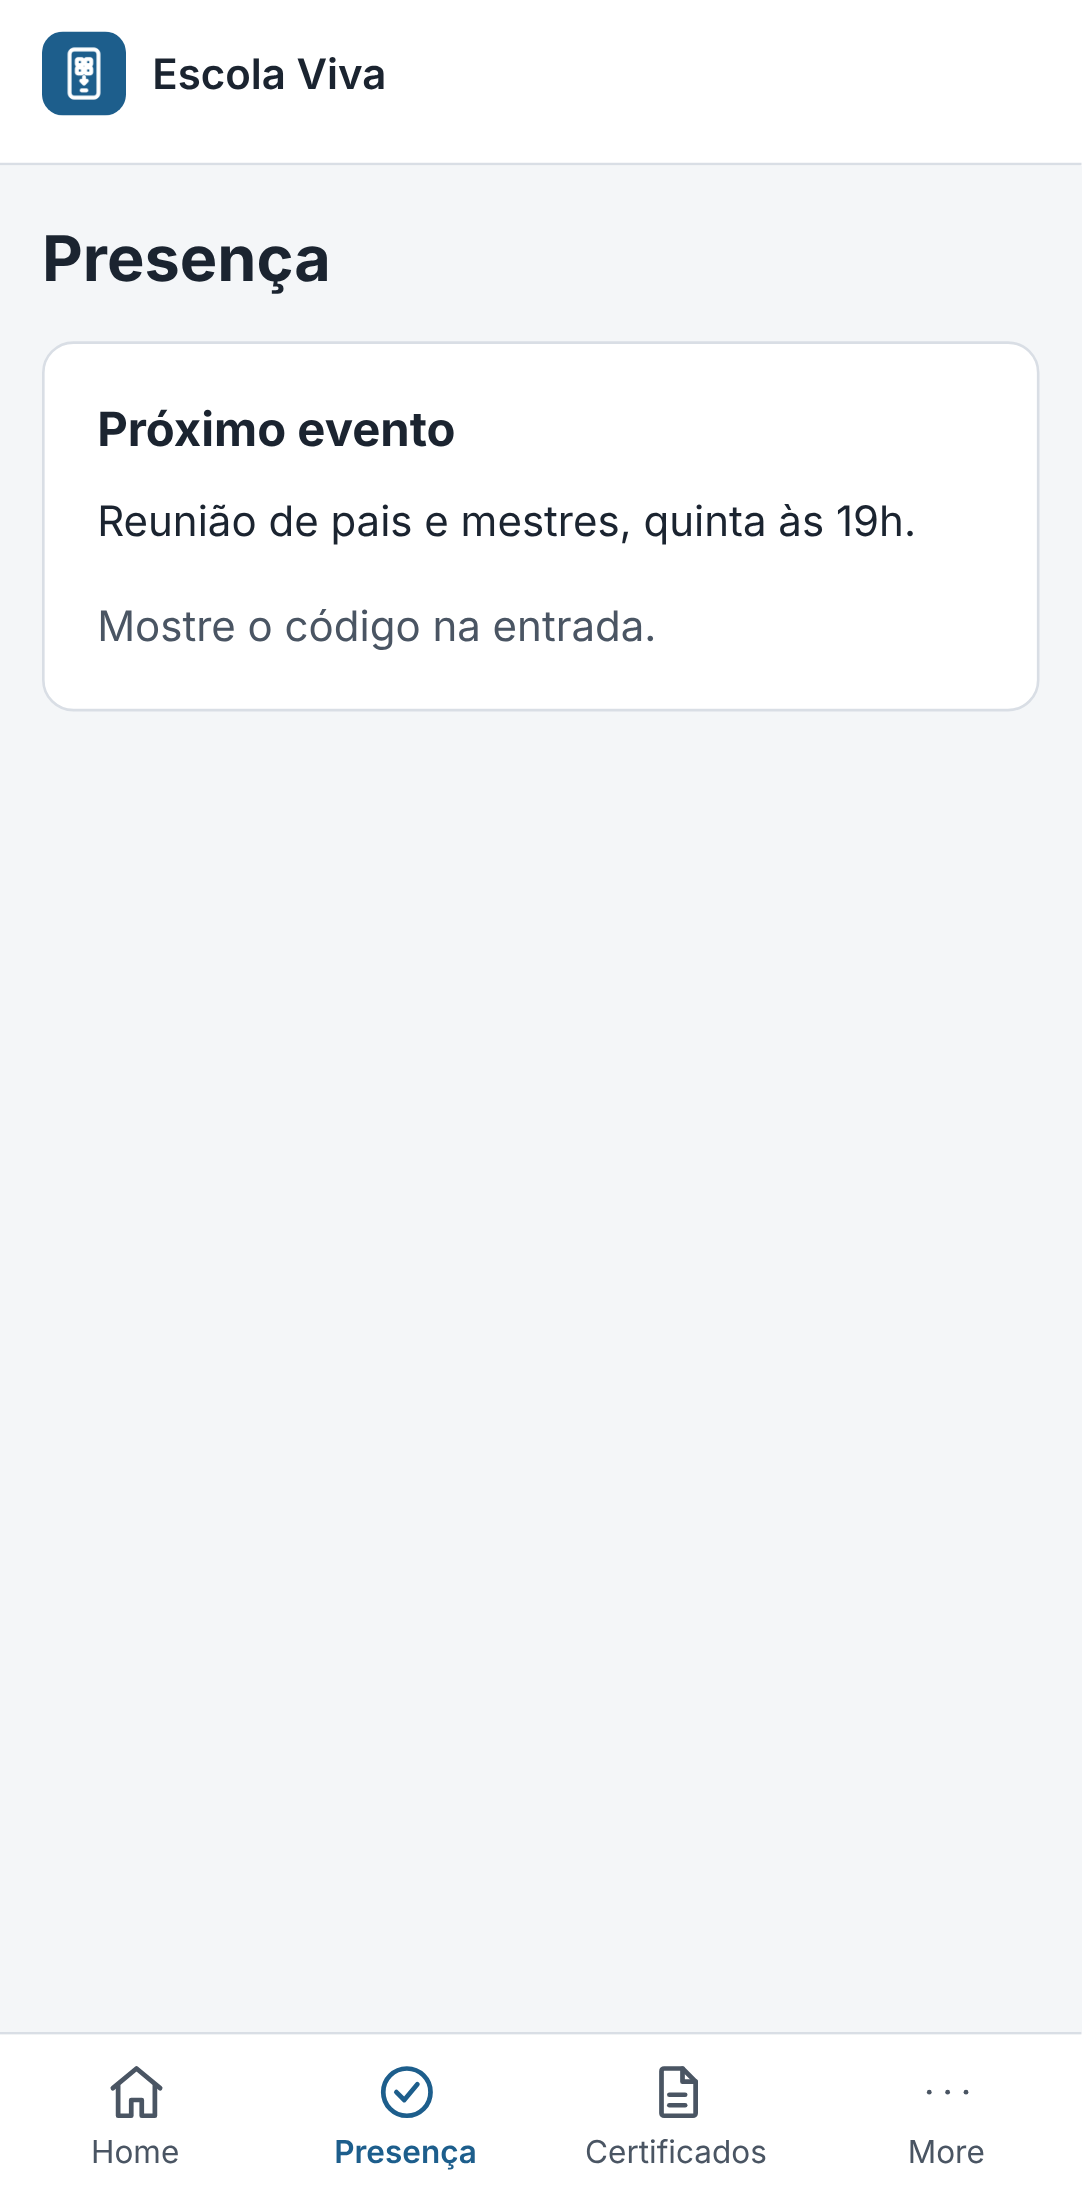 Escola Viva
Presença
Próximo evento
Reunião de pais e mestres, quinta às 19h.
Mostre o código na entrada.
Home
Presença
Certificados
More